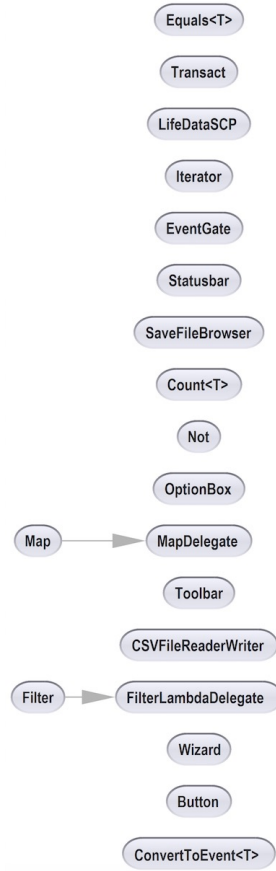 Equals<T>
Transact
LifeDataSCP
Iterator
EventGate
Statusbar
SaveFileBrowser
Count<T>
Not
OptionBox
Map MapDelegate
Toolbar
CSVFileReaderWriter
Filter FilterLambdaDelegate
Wizard
Button
ConvertToEvent<T>